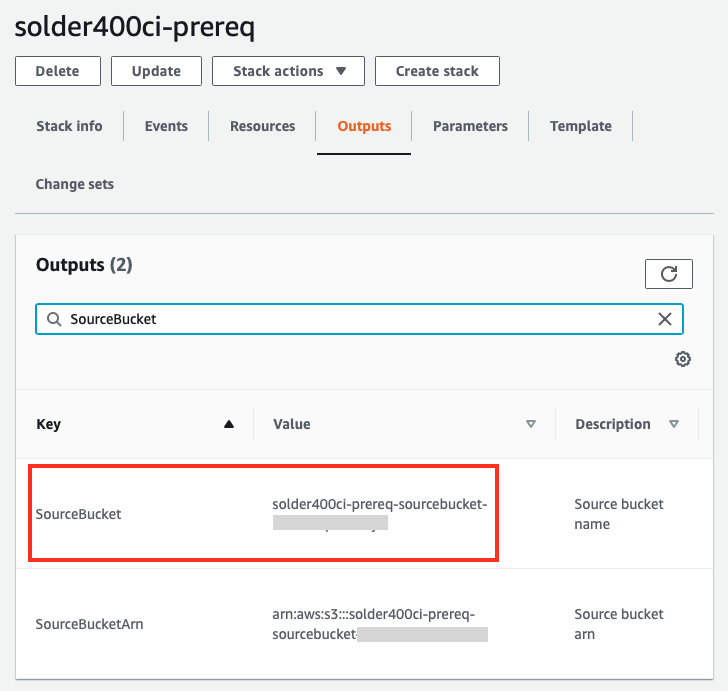 solder400ci-prereq
Delete
Update
Stack actions
Create stack
Stack info
Events
Resources
Outputs
Parameters
Template
Change sets
Outputs (2)
SourceBucket
Key
Value
Description
SourceBucket
solder400ci-prereq-sourcebucket-
Source bucket
name
SourceBucketArn
arn:aws:s3:::solder400ci-prereq-
sourcebucket-
Source bucket
arn